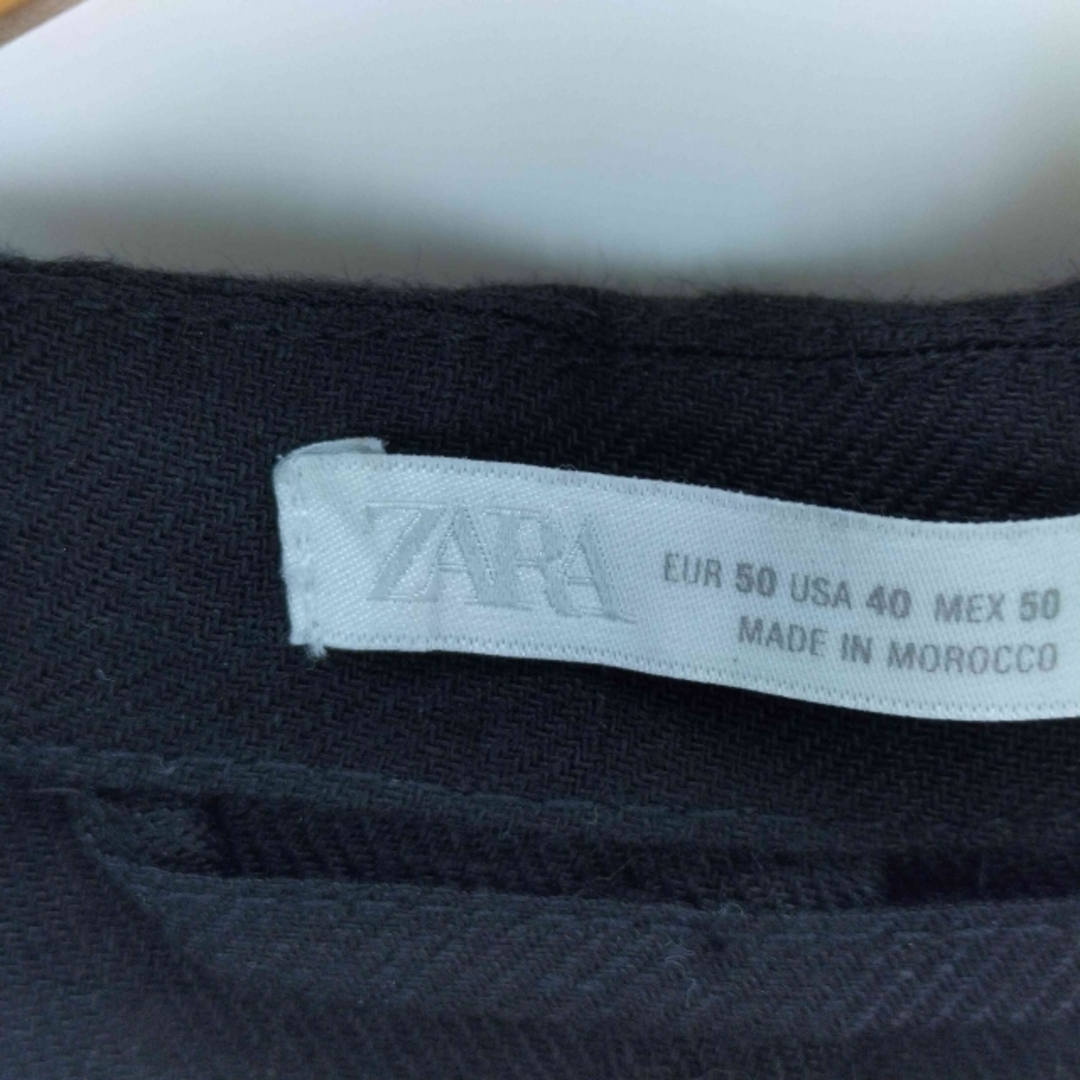 ZARA
EUR 50 USA 40 MEX 50
MADE IN MOROCCO